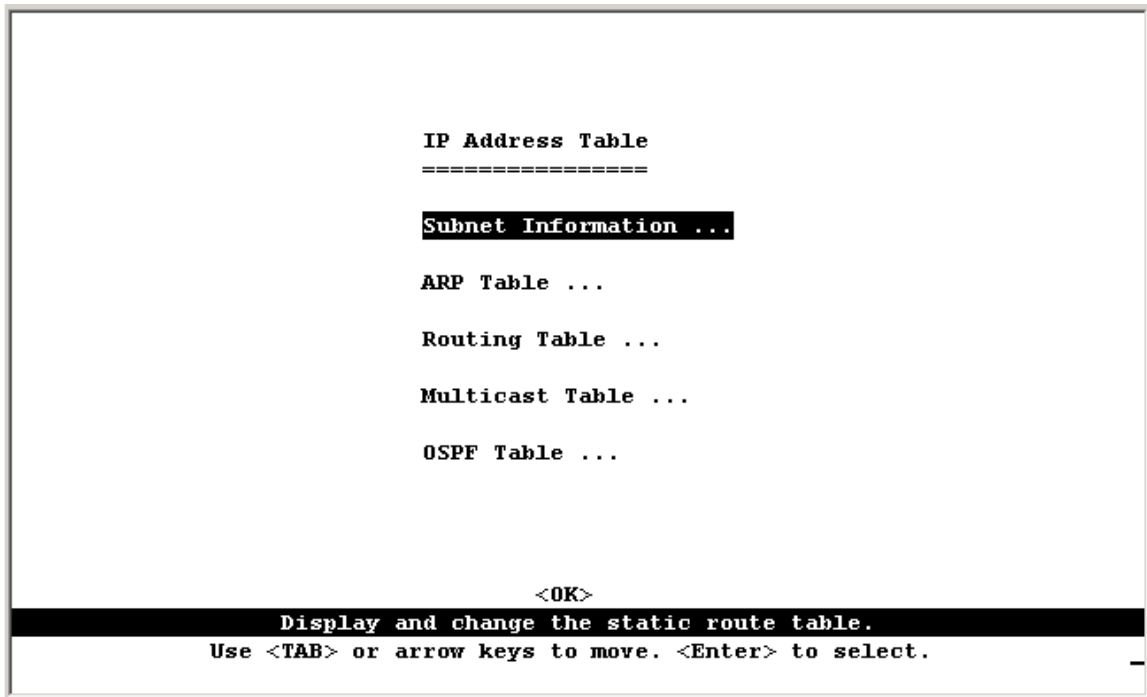 IP Address Table
================
Subnet Information ...
ARP Table ...
Routing Table ...
Multicast Table ...
OSPF Table ...
<OK>
Display and change the static route table.
Use <TAB> or arrow keys to move. <Enter> to select.